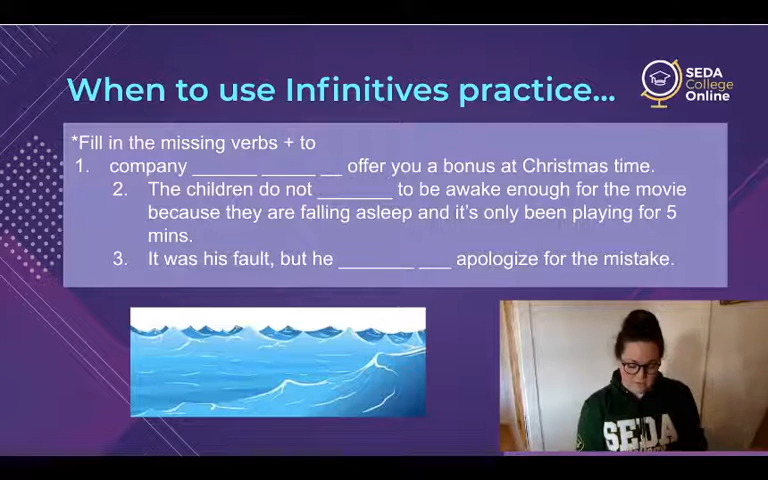 When to use Infinitives practice...
SEDA
College
Online
*Fill in the missing verbs + to
1. company ______ _____ __ offer you a bonus at Christmas time.
2. The children do not _______ to be awake enough for the movie
because they are falling asleep and it's only been playing for 5
mins.
3. It was his fault, but he _______ ___ apologize for the mistake.
SEDA